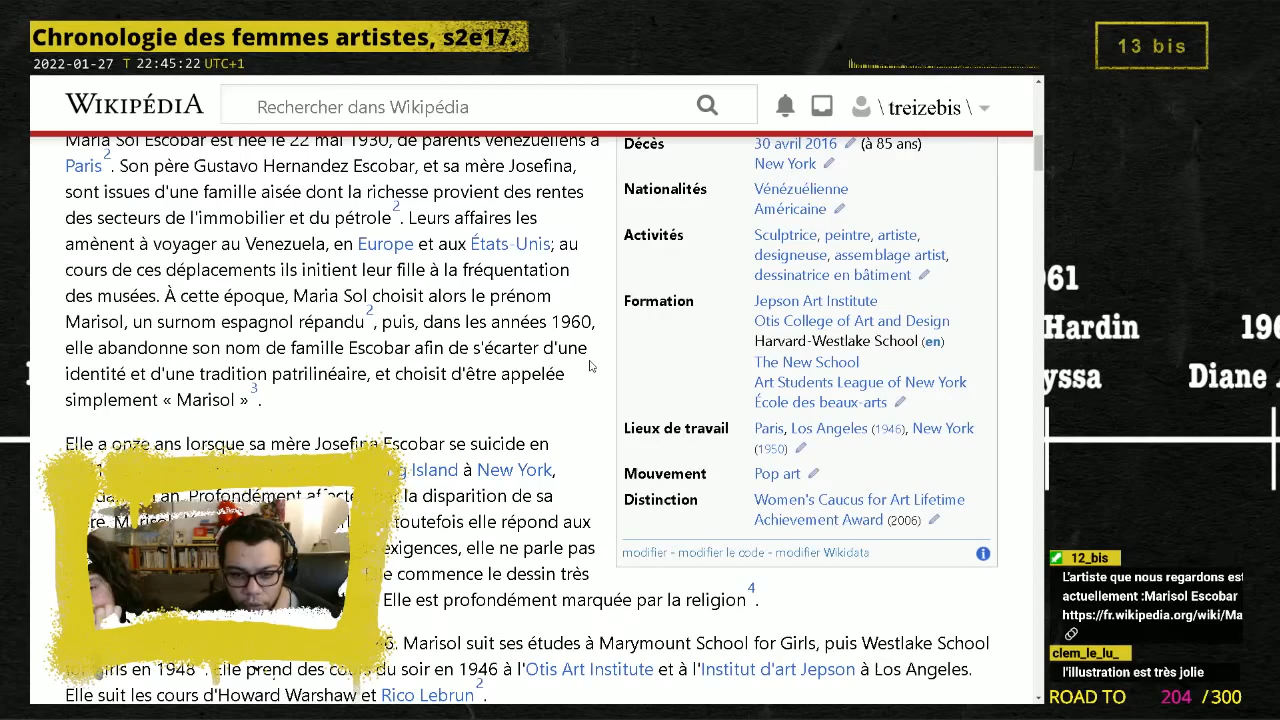 Chronologie des femmes artistes, s2e17.
2022-01-27 T 22:45:22 UTC+1
13 bis
WIKIPÉDIA
Rechercher dans Wikipédia
\ treizebis \
Maria Sol Escobar est née le 22 mai 1930, de parents vénézuéliens à
Paris2. Son père Gustavo Hernandez Escobar, et sa mère Josefina,
sont issues d'une famille aisée dont la richesse provient des rentes
des secteurs de l'immobilier et du pétrole2. Leurs affaires les
amènent à voyager au Venezuela, en Europe et aux États-Unis; au
cours de ces déplacements ils initient leur fille à la fréquentation
des musées. À cette époque, Maria Sol choisit alors le prénom
Marisol, un surnom espagnol répandu2, puis, dans les années 1960,
elle abandonne son nom de famille Escobar afin de s'écarter d'une
identité et d'une tradition patrilinéaire, et choisit d'être appelée
simplement « Marisol »3.
Elle a onze ans lorsque sa mère Josefina Escobar se suicide en
Island à New York,
an. Profondément affectée par la disparition de sa
toutefois elle répond aux
exigences, elle ne parle pas
commence le dessin très
Elle est profondément marquée par la religion4.
6. Marisol suit ses études à Marymount School for Girls, puis Westlake School
for Girls en 1948. Elle prend des cours du soir en 1946 à l'Otis Art Institute et à l'Institut d'art Jepson à Los Angeles.
Elle suit les cours d'Howard Warshaw et Rico Lebrun2.
Décès
30 avril 2016 (à 85 ans)
New York
Nationalités
Vénézuélienne
Américaine
Activités
Sculptrice, peintre, artiste,
designeuse, assemblage artist,
dessinatrice en bâtiment
Formation
Jepson Art Institute
Otis College of Art and Design
Harvard-Westlake School (en)
The New School
Art Students League of New York
École des beaux-arts
Lieux de travail
Paris, Los Angeles (1946), New York
(1950)
Mouvement
Pop art
Distinction
Women's Caucus for Art Lifetime
Achievement Award (2006)
modifier - modifier le code - modifier Wikidata
961
Hardin
196
yssa
Diane
12_bis
L'artiste que nous regardons est
actuellement :Marisol Escobar
https://fr.wikipedia.org/wiki/Ma
clem_le_lu_
l'illustration est très jolie
ROAD TO 204 / 300